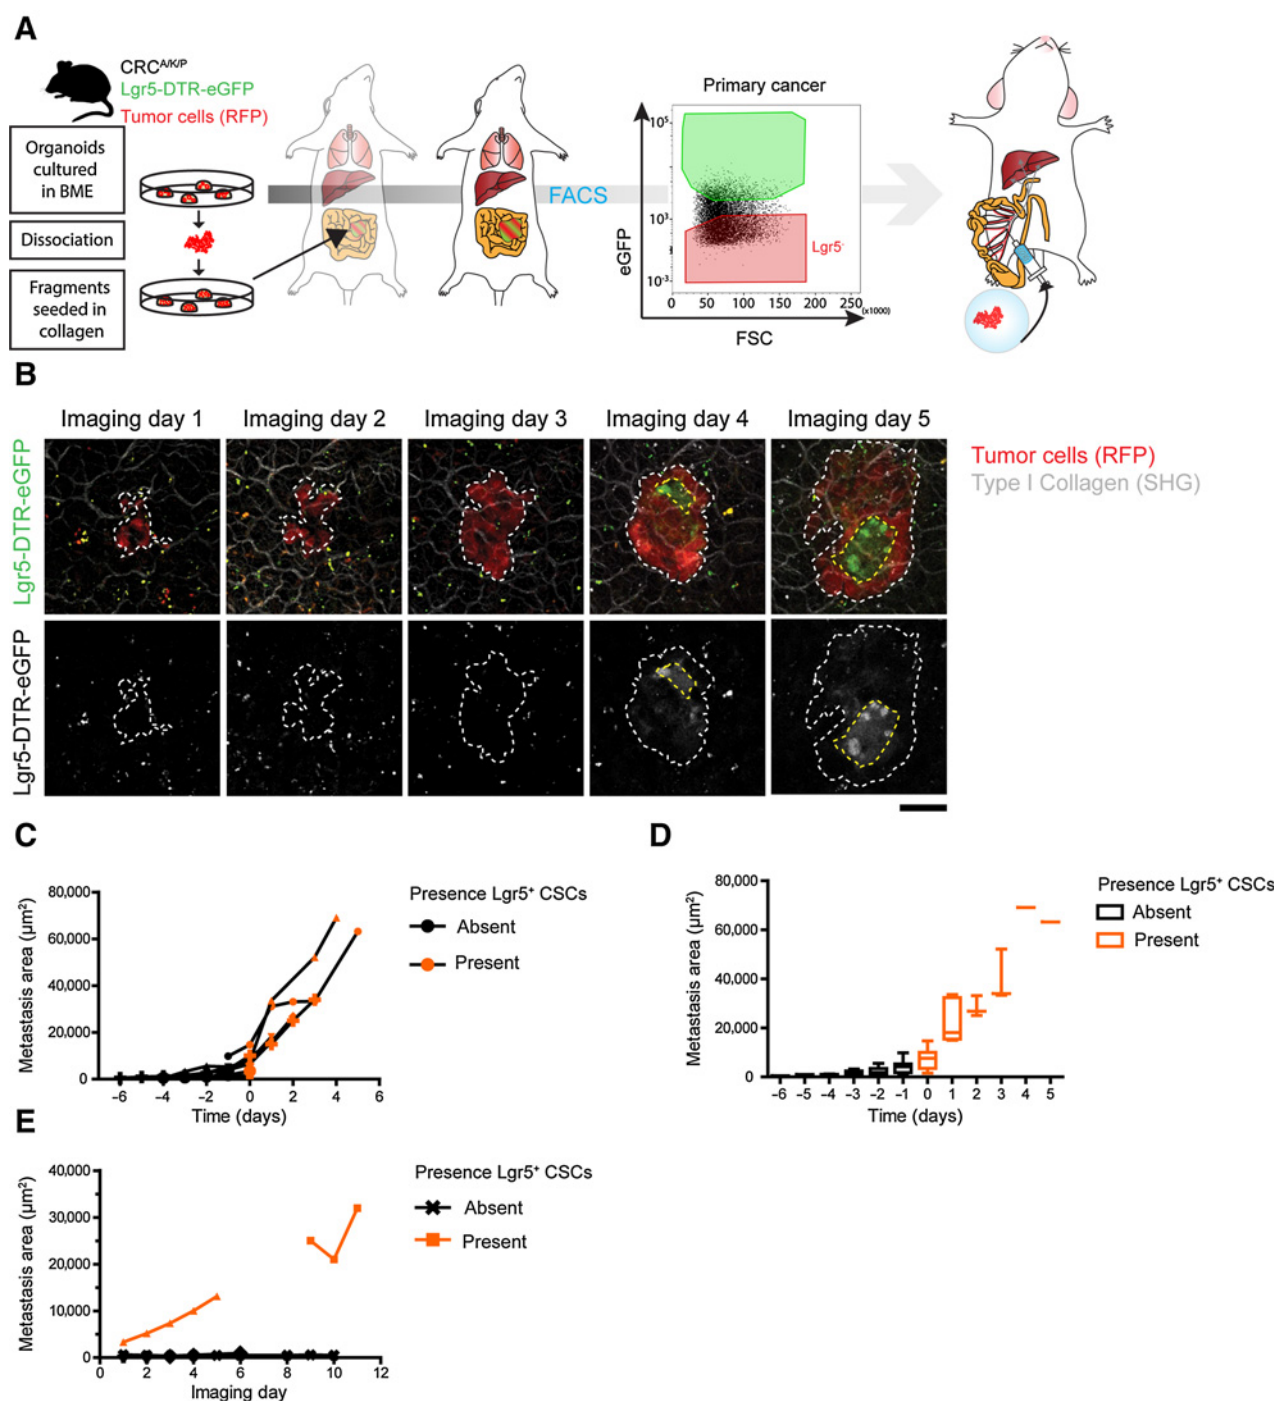 A
CRC^A/K/P
Lgr5-DTR-eGFP
Tumor cells (RFP)
Organoids
cultured
in BME
Dissociation
Fragments
seeded in
collagen
FACS
Primary cancer
eGFP
10^5
10^3
10^-3
Lgr5^-
0 50 100 150 200 250
(x1000)
FSC
B
Imaging day 1 Imaging day 2 Imaging day 3 Imaging day 4 Imaging day 5
Lgr5-DTR-eGFP
Lgr5-DTR-eGFP
Tumor cells (RFP)
Type I Collagen (SHG)
C
Metastasis area (µm²)
80,000
60,000
40,000
20,000
0
–6 –4 –2 0 2 4 6
Time (days)
Presence Lgr5⁺ CSCs
Absent
Present
D
Metastasis area (µm²)
80,000
60,000
40,000
20,000
0
–6 –5 –4 –3 –2 –1 0 1 2 3 4 5
Time (days)
Presence Lgr5⁺ CSCs
Absent
Present
E
Metastasis area (µm²)
40,000
30,000
20,000
10,000
0
0 2 4 6 8 10 12
Imaging day
Presence Lgr5⁺ CSCs
Absent
Present